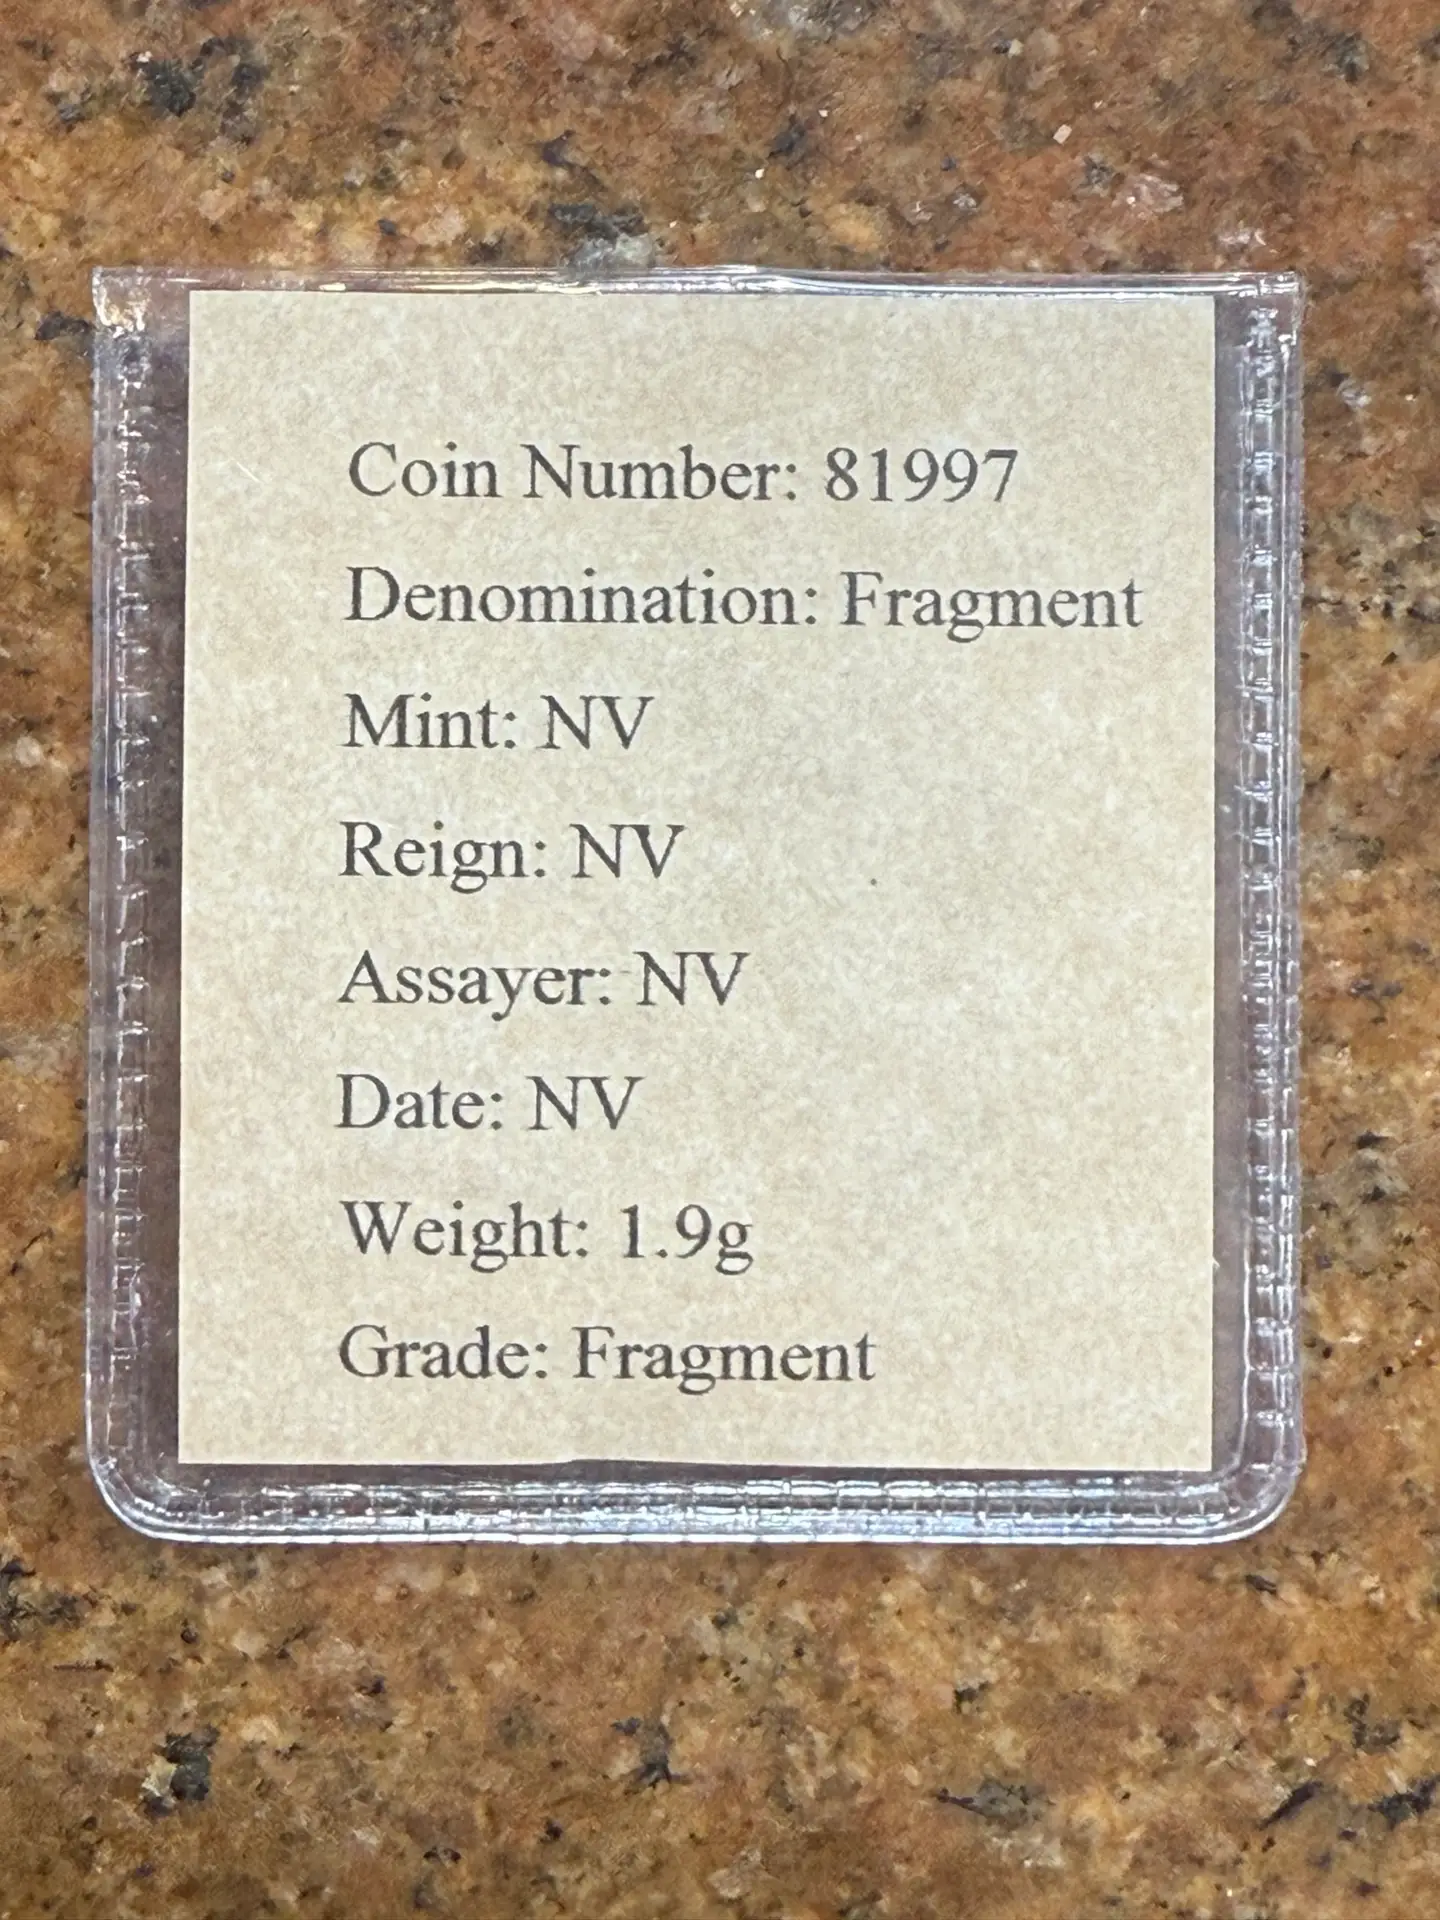 Coin Number: 81997
Denomination: Fragment
Mint: NV
Reign: NV
Assayer: NV
Date: NV
Weight: 1.9g
Grade: Fragment